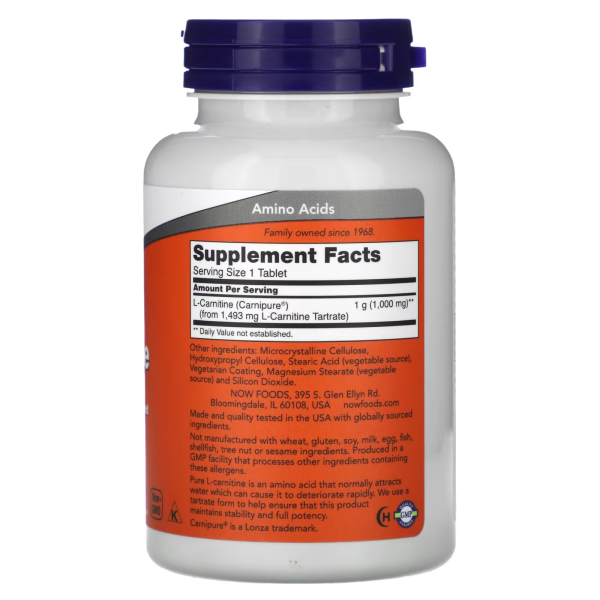 Amino Acids
Family owned since 1968.
Supplement Facts
Serving Size 1 Tablet
Amount Per Serving
L-Carnitine (Carnipure®) 1 g (1,000 mg)**
(from 1,493 mg L-Carnitine Tartrate)
** Daily Value not established.
Other ingredients: Microcrystalline Cellulose,
Hydroxypropyl Cellulose, Stearic Acid (vegetable source),
Vegetarian Coating, Magnesium Stearate (vegetable source)
and Silicon Dioxide.
NOW FOODS, 395 S. Glen Ellyn Rd.
Bloomingdale, IL 60108, USA nowfoods.com
Made and quality tested in the USA with globally sourced
ingredients.
Not manufactured with wheat, gluten, soy, milk, egg, fish,
shellfish, tree nut or sesame ingredients. Produced in a
GMP facility that processes other ingredients containing
these allergens.
Pure L-carnitine is an amino acid that normally attracts
water which can cause it to deteriorate rapidly. We use a
tartrate form to help ensure that this product
maintains stability and full potency.
Carnipure® is a Lonza trademark.
K
H
GMP